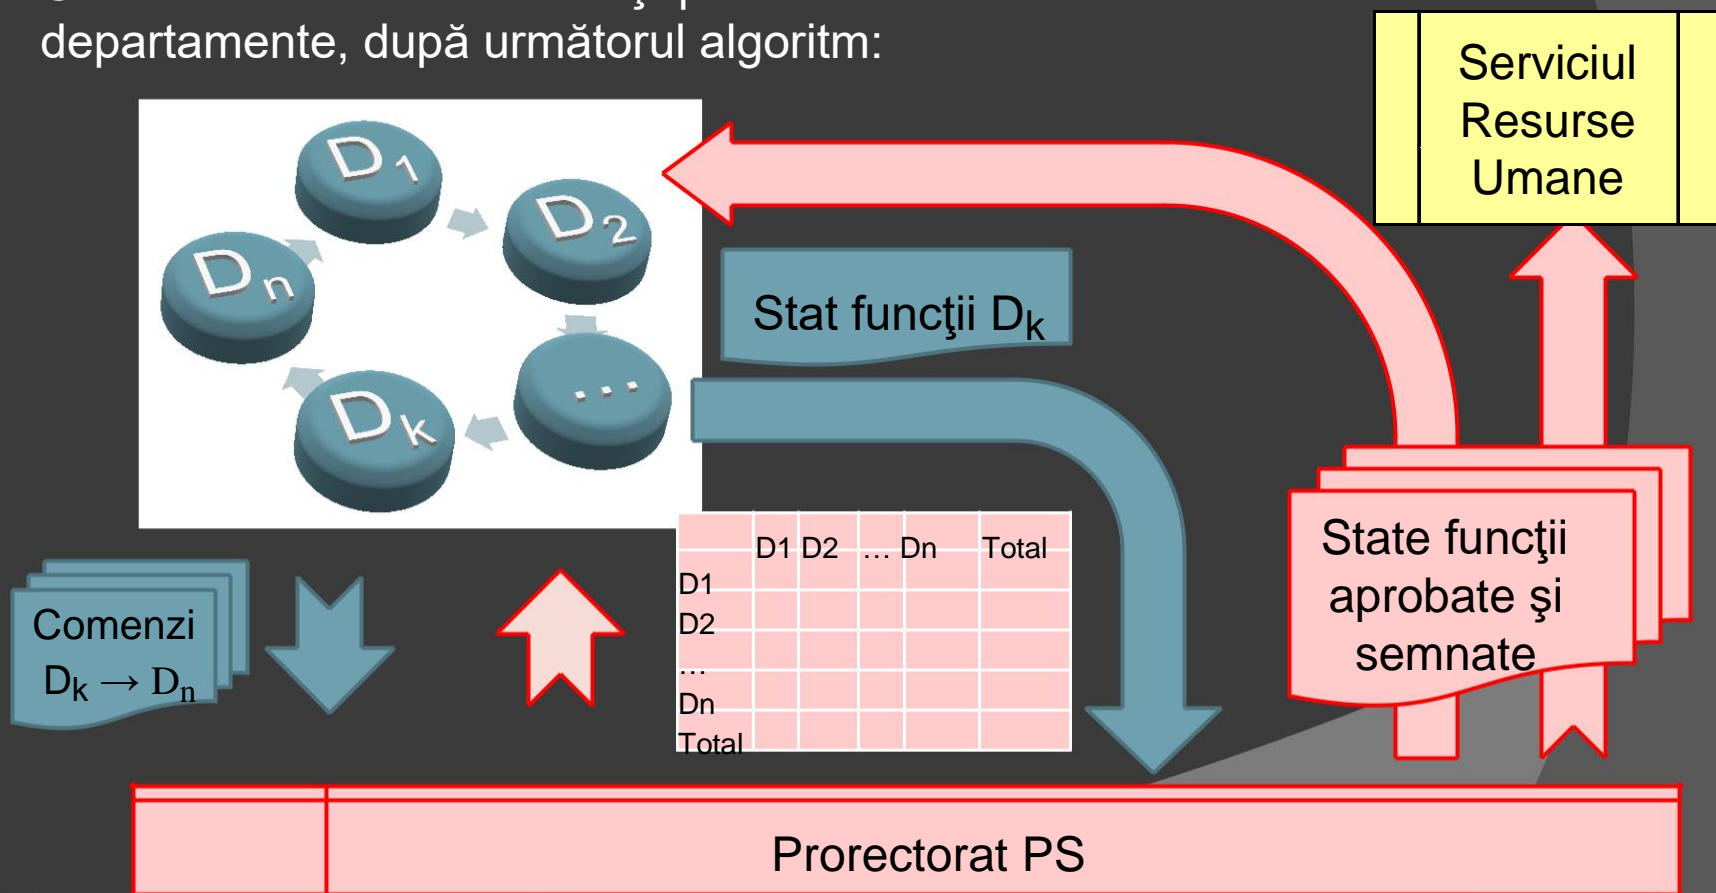 departamente, după următorul algoritm:
Serviciul
Resurse
Umane
D1
D2
Dn
Dk
...
Stat funcţii Dk
D1 D2 … Dn Total
D1
D2
…
Dn
Total
Comenzi
Dk → Dn
State funcţii
aprobate şi
semnate
Prorectorat PS